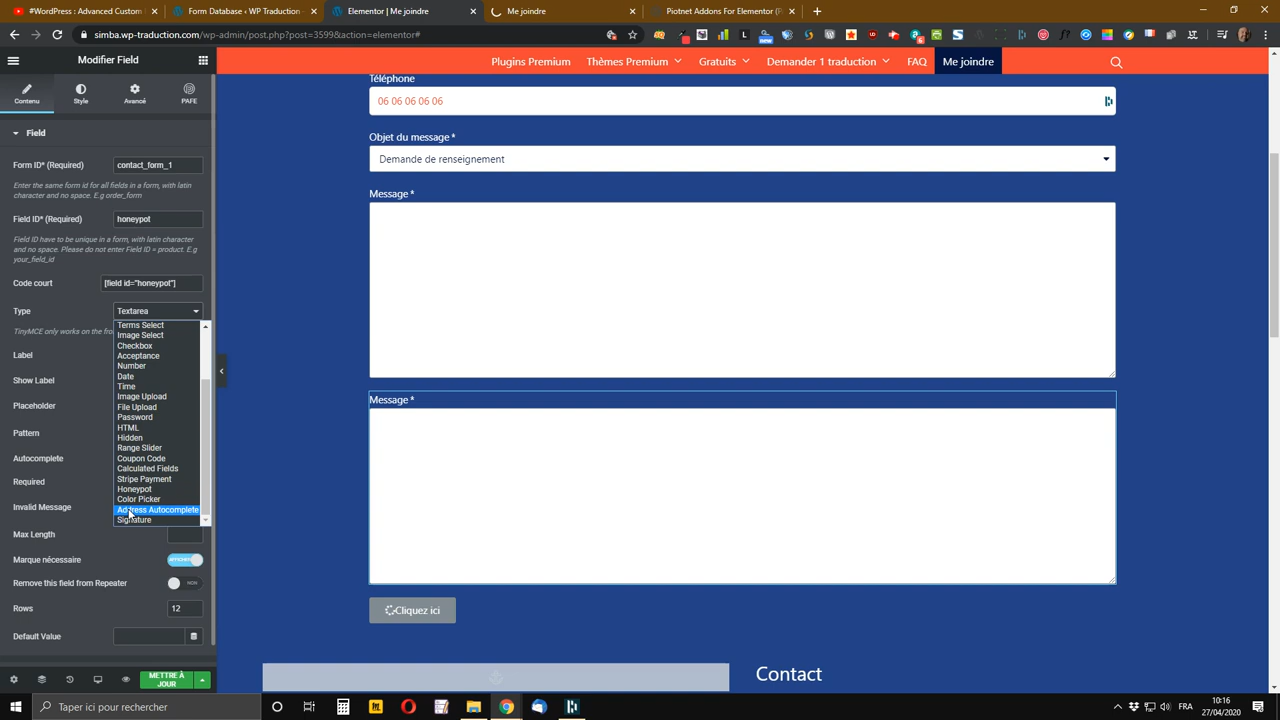 #WordPress : Advanced Custom
Traduction WordPress • WP Traduction
Elementor | Me joindre
Me joindre
Piotnet Addons For Elementor (P
simba.wp-traduction.com/wp-admin/post.php?post=3599&action=elementor#
Modifier Field
Plugins Premium
Thèmes Premium
Gratuits
Demander 1 traduction
FAQ
Me joindre
Contenu
Style
Avancé
PAFE
Field
Form ID* (Required)
contact_form_1
Enter the same form id for all fields in a form, with latin
character and no space. E.g order_form
Field ID* (Required)
honeypot
Field ID have to be unique in a form, with latin character
and no space. Please do not enter Field ID = product. E.g
your_field_id
Code court
[field id="honeypot"]
Type
Textarea
TinyMCE only works on the fro
Terms Select
Image Select
Checkbox
Acceptance
Number
Date
Time
Image Upload
File Upload
Password
HTML
Hidden
Range Slider
Coupon Code
Calculated Fields
Stripe Payment
Honeypot
Color Picker
Address Autocomplete
Signature
Label
Show Label
Placeholder
Pattern
Autocomplete
Required
Invalid Message
Max Length
Marque nécessaire
AFFICHER
Remove this field from Repeater
NON
Rows
12
Default Value
METTRE À
JOUR
Téléphone
06 06 06 06 06
Objet du message *
Demande de renseignement
Message *
Message *
Cliquez ici
Contact
Taper ici pour rechercher
FRA
10:16
27/04/2020